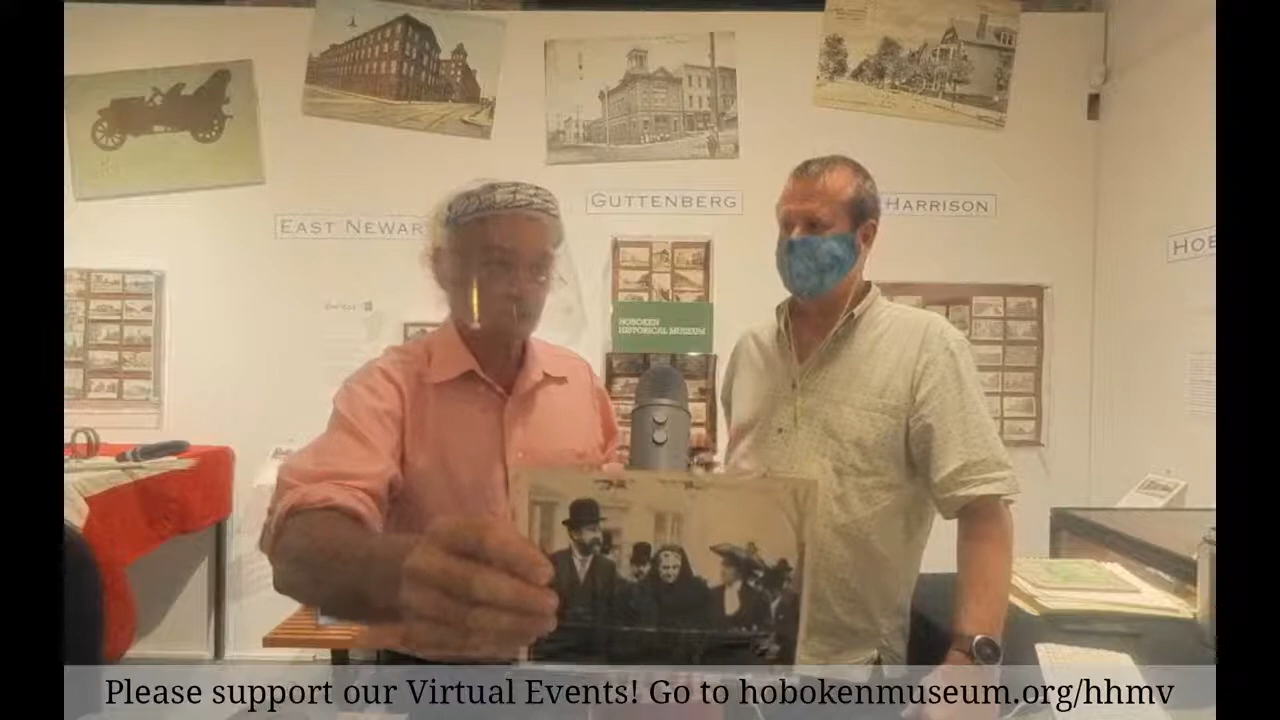 GUTTENBERG
HARRISON
EAST NEWAR
HOB
HOBOKEN
HISTORICAL MUSEUM
Please support our Virtual Events! Go to hobokenmuseum.org/hhmv